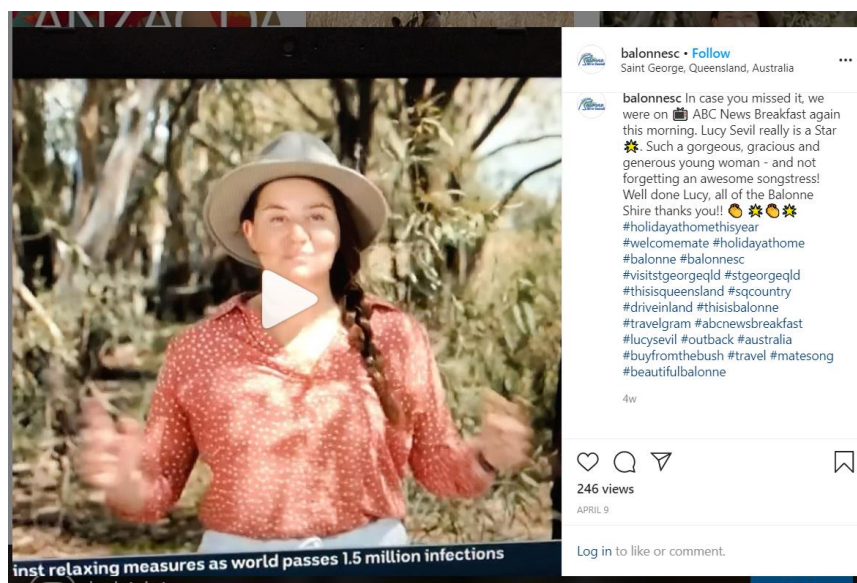 ANZAC DA
balonnesc • Follow
Saint George, Queensland, Australia
balonnesc In case you missed it, we
were on 📺 ABC News Breakfast again
this morning. Lucy Sevil really is a Star
🌟. Such a gorgeous, gracious and
generous young woman - and not
forgetting an awesome songstress!
Well done Lucy, all of the Balonne
Shire thanks you!! 👏 🌟👏🌟
#holidayathomethisyear
#welcomemate #holidayathome
#balonne #balonnesc
#visitstgeorgeqld #stgeorgeqld
#thisisqueensland #sqcountry
#driveinland #thisisbalonne
#travelgram #abcnewsbreakfast
#lucysevil #outback #australia
#buyfromthebush #travel #matesong
#beautifulbalonne
4w
inst relaxing measures as world passes 1.5 million infections
246 views
APRIL 9
Log in to like or comment.